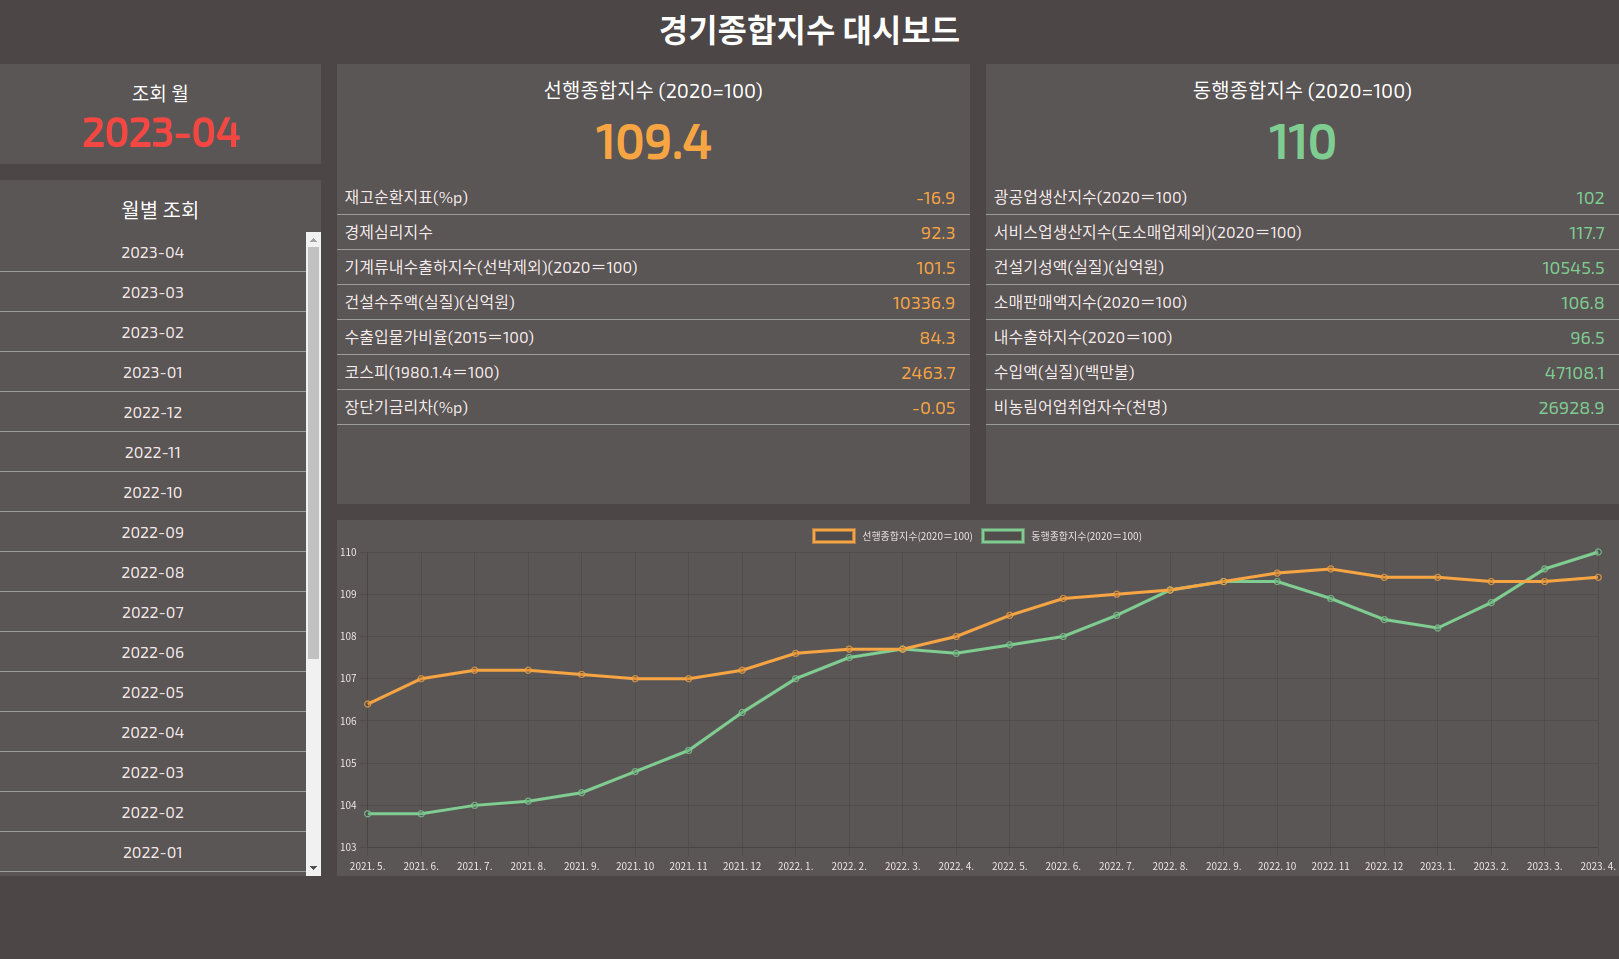 경기종합지수 대시보드
조회 월
2023-04
월별 조회
2023-04
2023-03
2023-02
2023-01
2022-12
2022-11
2022-10
2022-09
2022-08
2022-07
2022-06
2022-05
2022-04
2022-03
2022-02
2022-01
선행종합지수 (2020=100)
109.4
재고순환지표(%p) -16.9
경제심리지수 92.3
기계류내수출하지수(선박제외)(2020=100) 101.5
건설수주액(실질)(십억원) 10336.9
수출입물가비율(2015=100) 84.3
코스피(1980.1.4=100) 2463.7
장단기금리차(%p) -0.05
동행종합지수 (2020=100)
110
광공업생산지수(2020=100) 102
서비스업생산지수(도소매업제외)(2020=100) 117.7
건설기성액(실질)(십억원) 10545.5
소매판매액지수(2020=100) 106.8
내수출하지수(2020=100) 96.5
수입액(실질)(백만불) 47108.1
비농림어업취업자수(천명) 26928.9
선행종합지수(2020=100) 동행종합지수(2020=100)
110
109
108
107
106
105
104
103
2021. 5. 2021. 6. 2021. 7. 2021. 8. 2021. 9. 2021. 10 2021. 11 2021. 12 2022. 1. 2022. 2. 2022. 3. 2022. 4. 2022. 5. 2022. 6. 2022. 7. 2022. 8. 2022. 9. 2022. 10 2022. 11 2022. 12 2023. 1. 2023. 2. 2023. 3. 2023. 4.